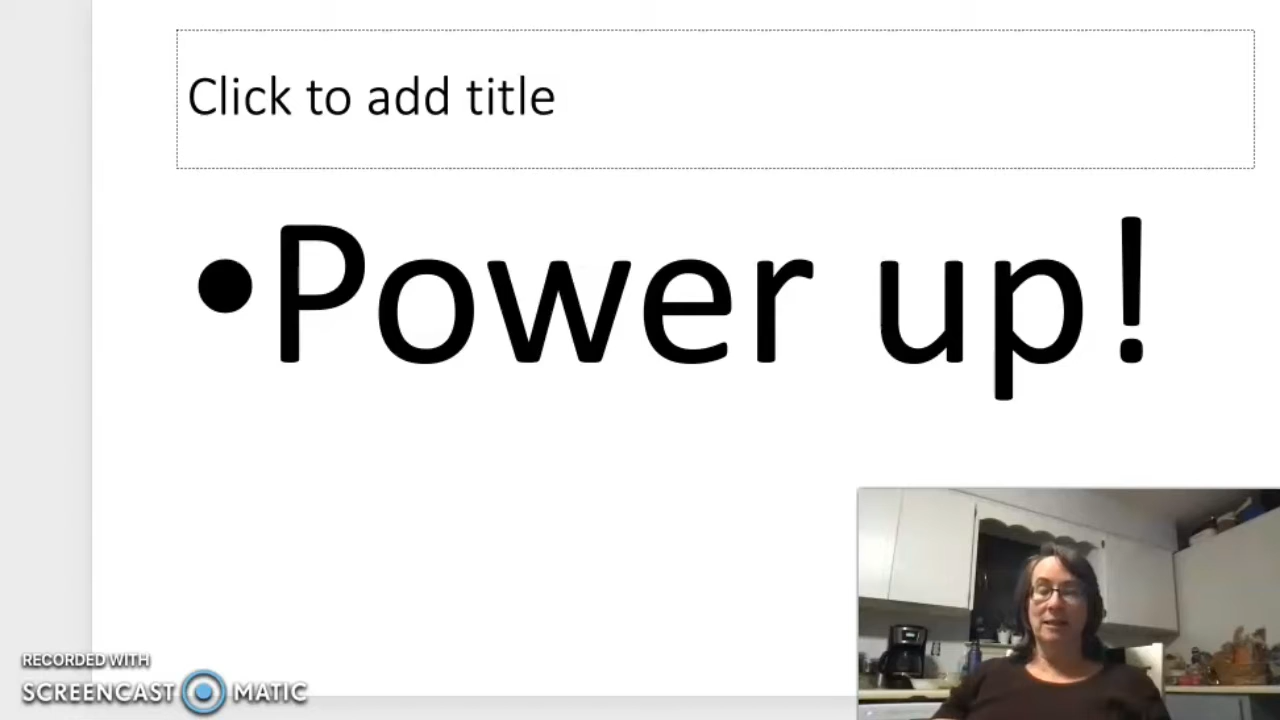 Click to add title
•Power up!
RECORDED WITH
SCREENCAST MATIC